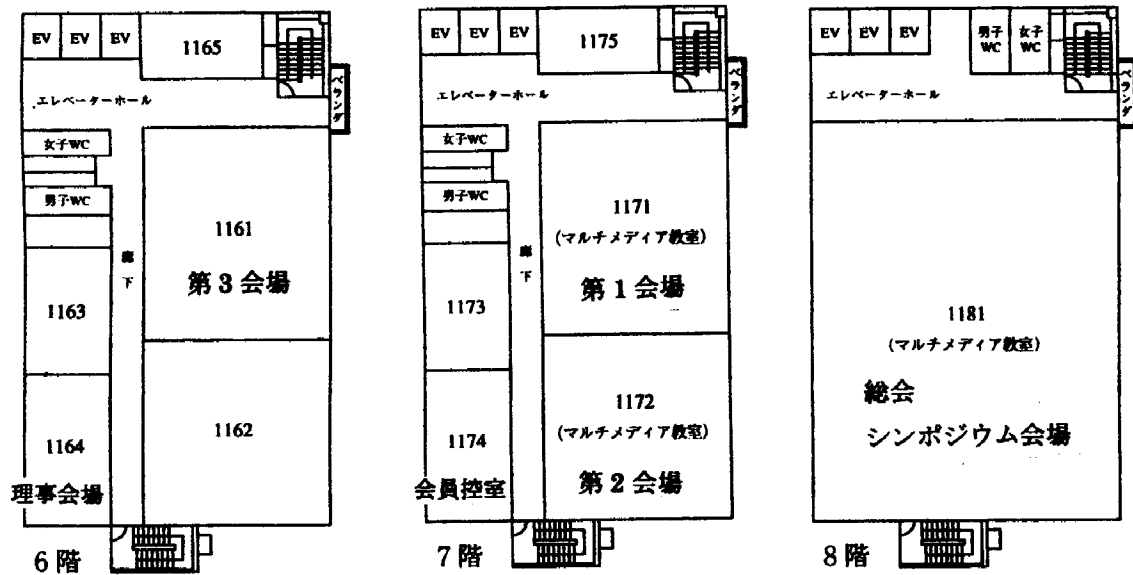 EV EV EV
1165
エレベーターホール
ベランダ
女子WC
男子WC
1161
第3会場
廊下
1163
1164
理事会場
1162
6階
EV EV EV
1175
エレベーターホール
ベランダ
女子WC
男子WC
1171
(マルチメディア教室)
第1会場
廊下
1173
1172
(マルチメディア教室)
第2会場
1174
会員控室
7階
EV EV EV
男子
WC
女子
WC
エレベーターホール
ベランダ
1181
(マルチメディア教室)
総会
シンポジウム会場
8階